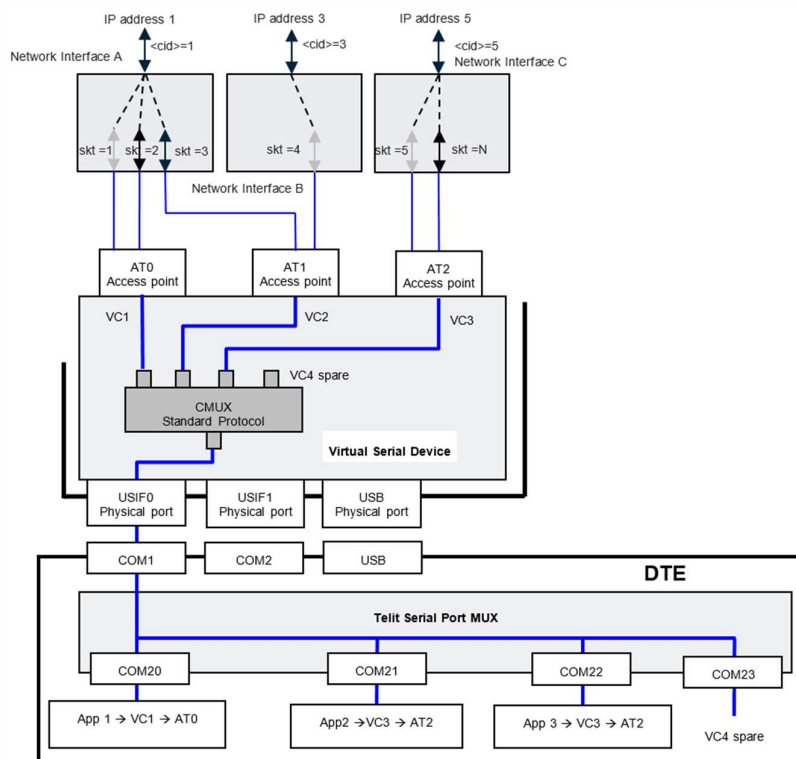 IP address 1
IP address 3
IP address 5
<cid>=1
<cid>=3
<cid>=5
Network Interface A
Network Interface C
skt =1
skt =2
skt =3
skt =4
skt =5
skt =N
Network Interface B
AT0
Access point
AT1
Access point
AT2
Access point
VC1
VC2
VC3
VC4 spare
CMUX
Standard Protocol
Virtual Serial Device
USIF0
Physical port
USIF1
Physical port
USB
Physical port
COM1
COM2
USB
DTE
Telit Serial Port MUX
COM20
COM21
COM22
COM23
App 1 → VC1 → AT0
App2 →VC3 → AT2
App 3 → VC3 → AT2
VC4 spare